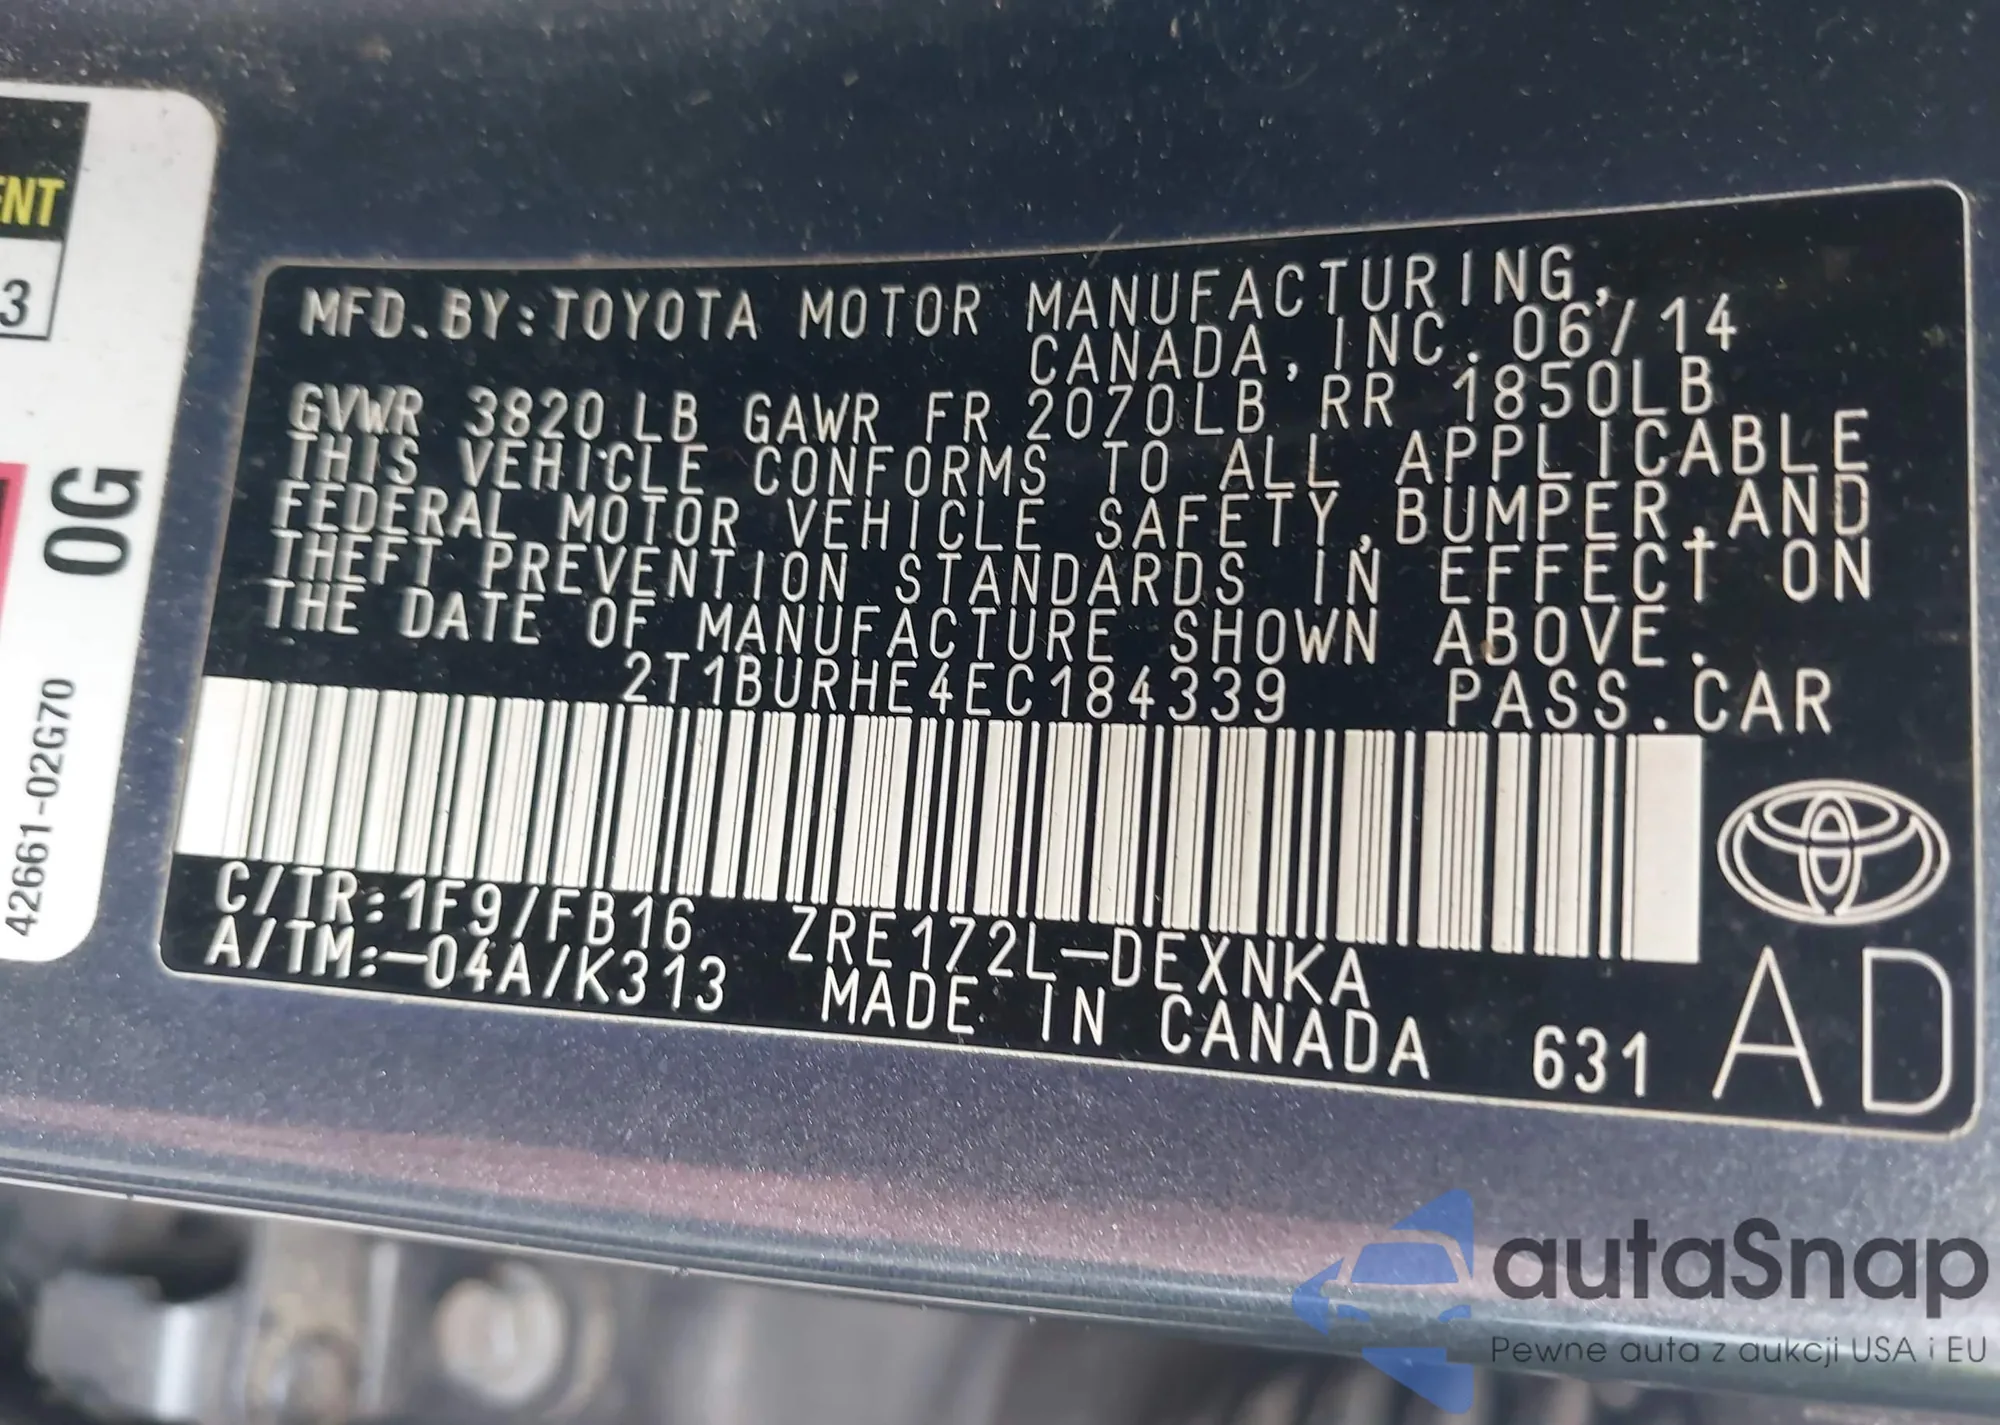 ENT
3
0G
42661-02G70
MFD.BY:TOYOTA MOTOR MANUFACTURING,
CANADA, INC. 06/14
GVWR 3820 LB GAWR FR 2070LB RR 1850LB
THIS VEHICLE CONFORMS TO ALL APPLICABLE
FEDERAL MOTOR VEHICLE SAFETY,BUMPER,AND
THEFT PREVENTION STANDARDS IN EFFECT ON
THE DATE OF MANUFACTURE SHOWN ABOVE.
2T1BURHE4EC184339 PASS.CAR
C/TR:1F9/FB16 ZRE172L-DEXNKA
A/TM:-04A/K313 MADE IN CANADA 631 AD
autaSnap
Pewne auta z aukcji USA i EU